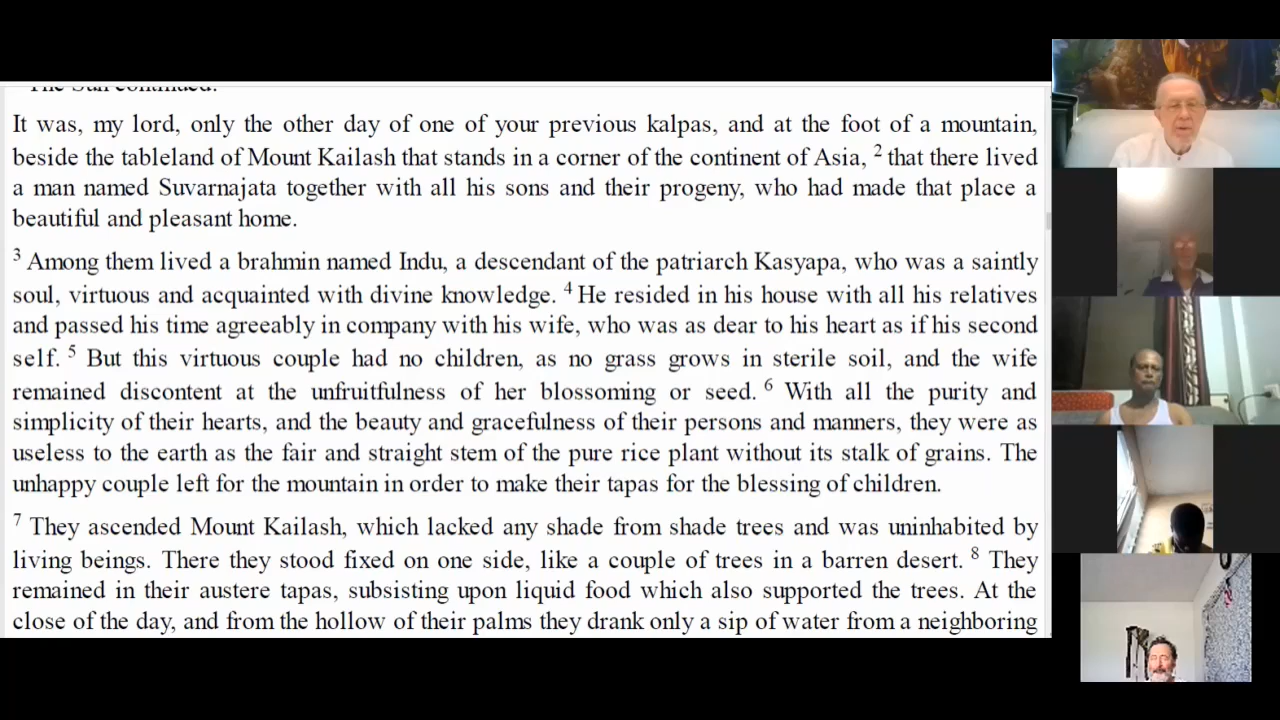 The Sun continued:
It was, my lord, only the other day of one of your previous kalpas, and at the foot of a mountain,
beside the tableland of Mount Kailash that stands in a corner of the continent of Asia, 2 that there lived
a man named Suvarnajata together with all his sons and their progeny, who had made that place a
beautiful and pleasant home.
3 Among them lived a brahmin named Indu, a descendant of the patriarch Kasyapa, who was a saintly
soul, virtuous and acquainted with divine knowledge. 4 He resided in his house with all his relatives
and passed his time agreeably in company with his wife, who was as dear to his heart as if his second
self. 5 But this virtuous couple had no children, as no grass grows in sterile soil, and the wife
remained discontent at the unfruitfulness of her blossoming or seed. 6 With all the purity and
simplicity of their hearts, and the beauty and gracefulness of their persons and manners, they were as
useless to the earth as the fair and straight stem of the pure rice plant without its stalk of grains. The
unhappy couple left for the mountain in order to make their tapas for the blessing of children.
7 They ascended Mount Kailash, which lacked any shade from shade trees and was uninhabited by
living beings. There they stood fixed on one side, like a couple of trees in a barren desert. 8 They
remained in their austere tapas, subsisting upon liquid food which also supported the trees. At the
close of the day, and from the hollow of their palms they drank only a sip of water from a neighboring